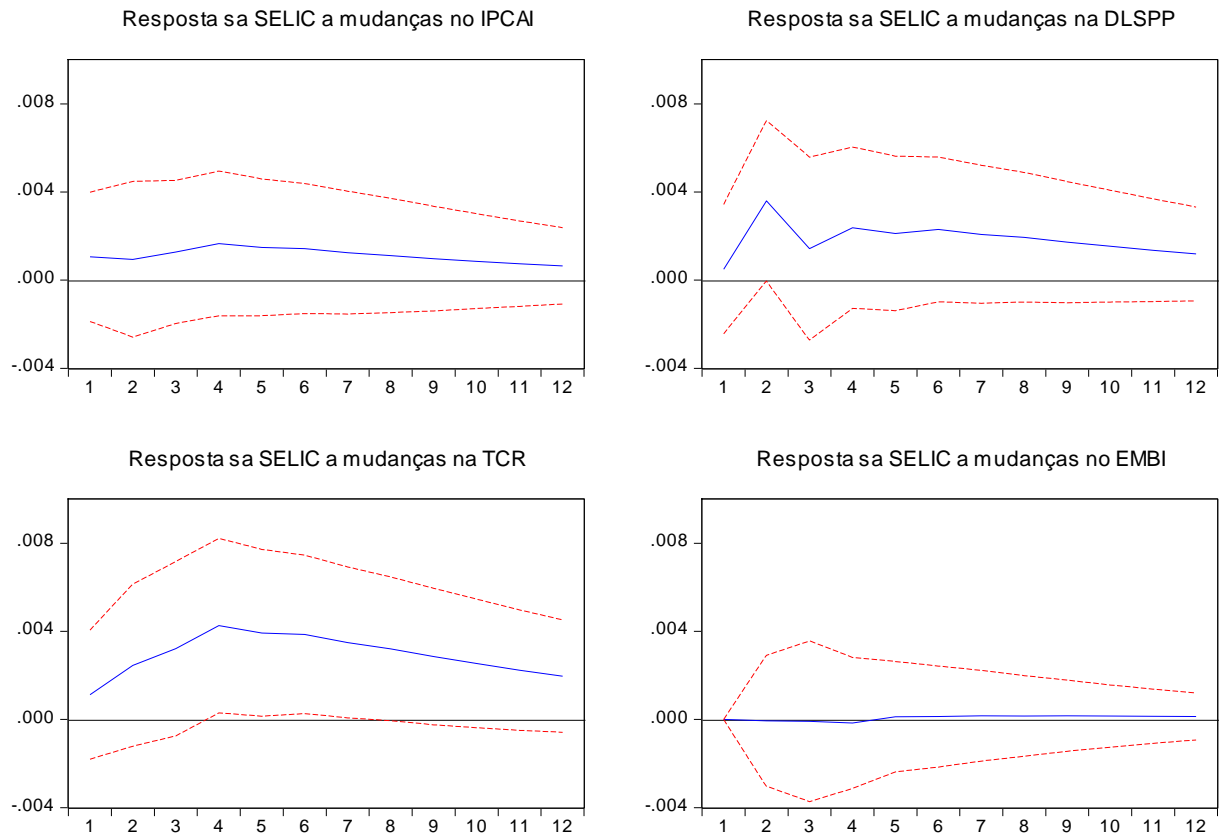 Resposta sa SELIC a mudanças no IPCAI
.008
.004
.000
-.004
1 2 3 4 5 6 7 8 9 10 11 12
Resposta sa SELIC a mudanças na DLSPP
.008
.004
.000
-.004
1 2 3 4 5 6 7 8 9 10 11 12
Resposta sa SELIC a mudanças na TCR
.008
.004
.000
-.004
1 2 3 4 5 6 7 8 9 10 11 12
Resposta sa SELIC a mudanças no EMBI
.008
.004
.000
-.004
1 2 3 4 5 6 7 8 9 10 11 12